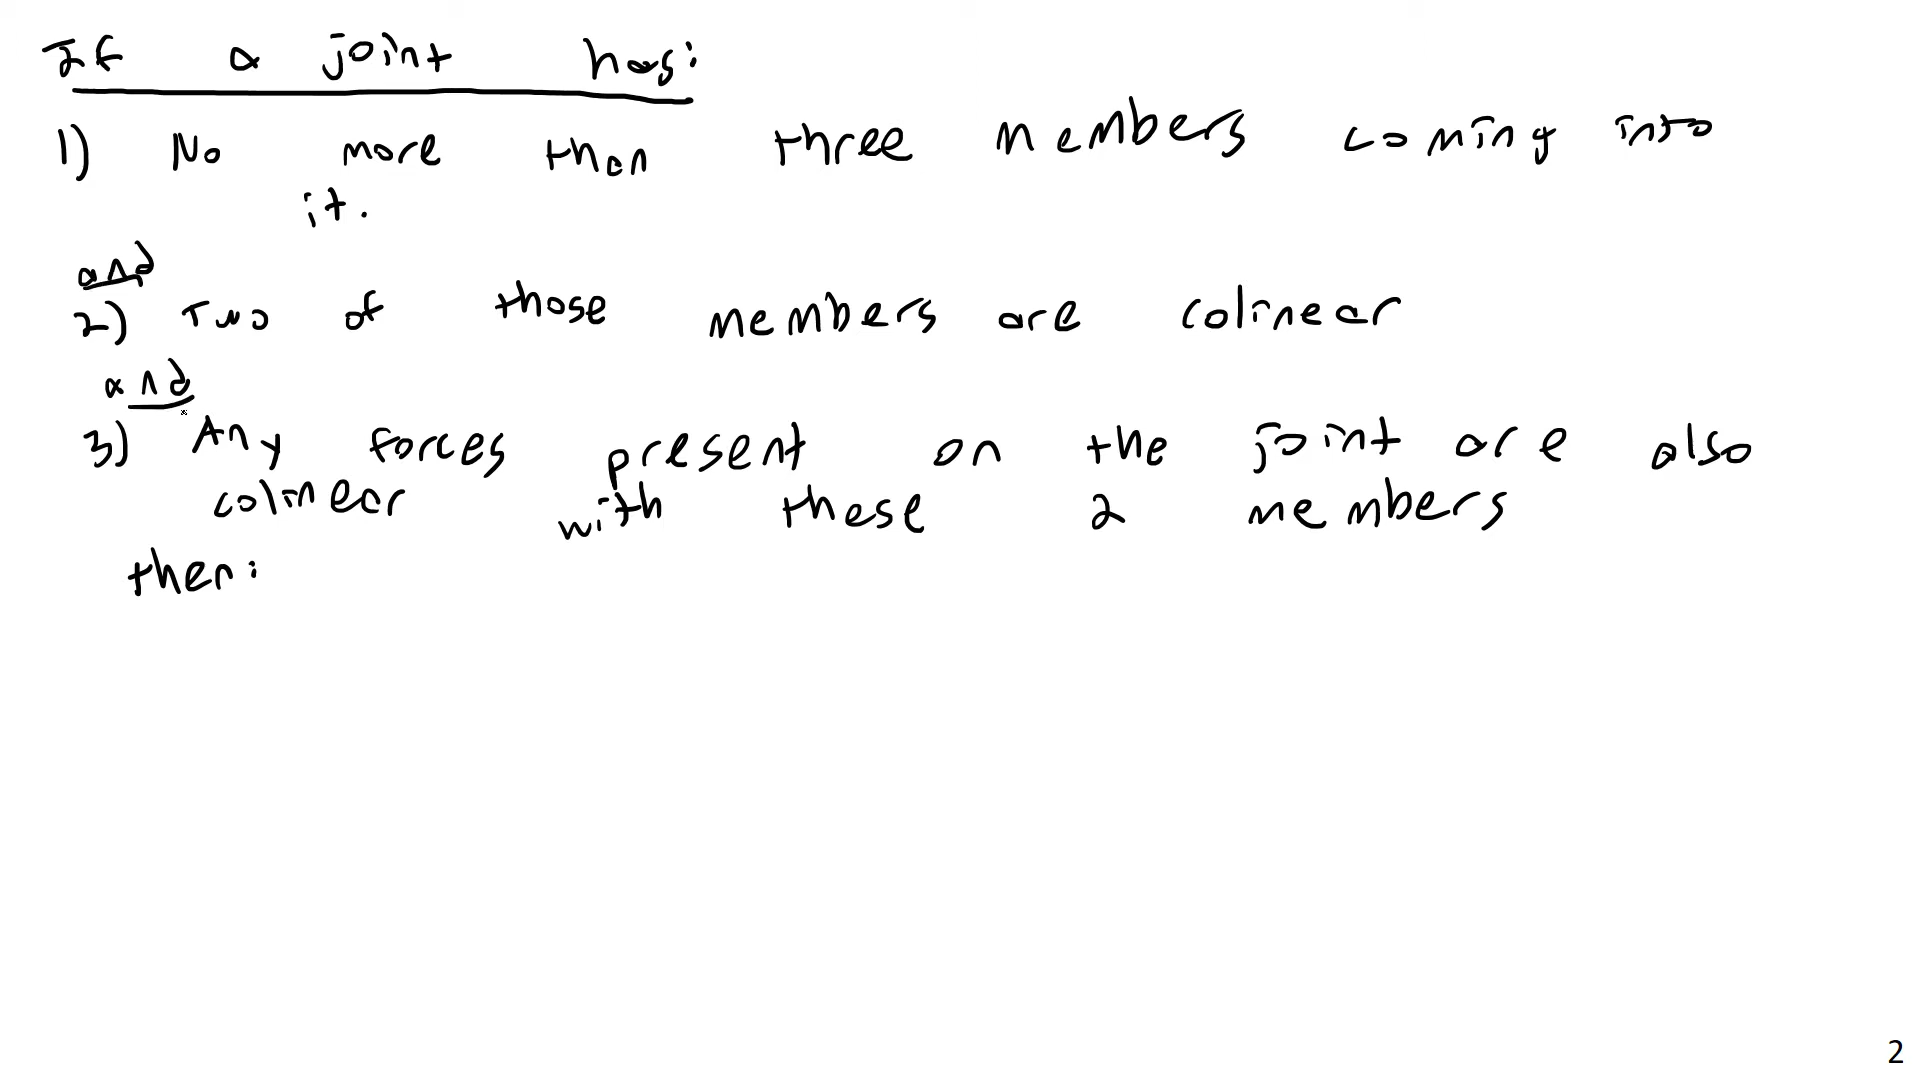 If a joint has:
1) No more then three members coming into
it.
and
2) Two of those members are colinear
and
3) Any forces present on the joint are also
colinear with these 2 members
then:
2